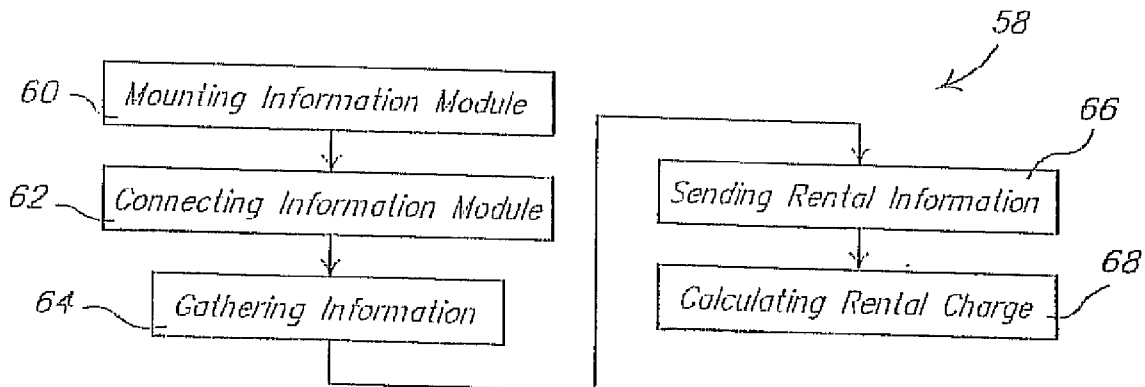 58
60
Mounting Information Module
62
Connecting Information Module
64
Gathering Information
66
Sending Rental Information
68
Calculating Rental Charge